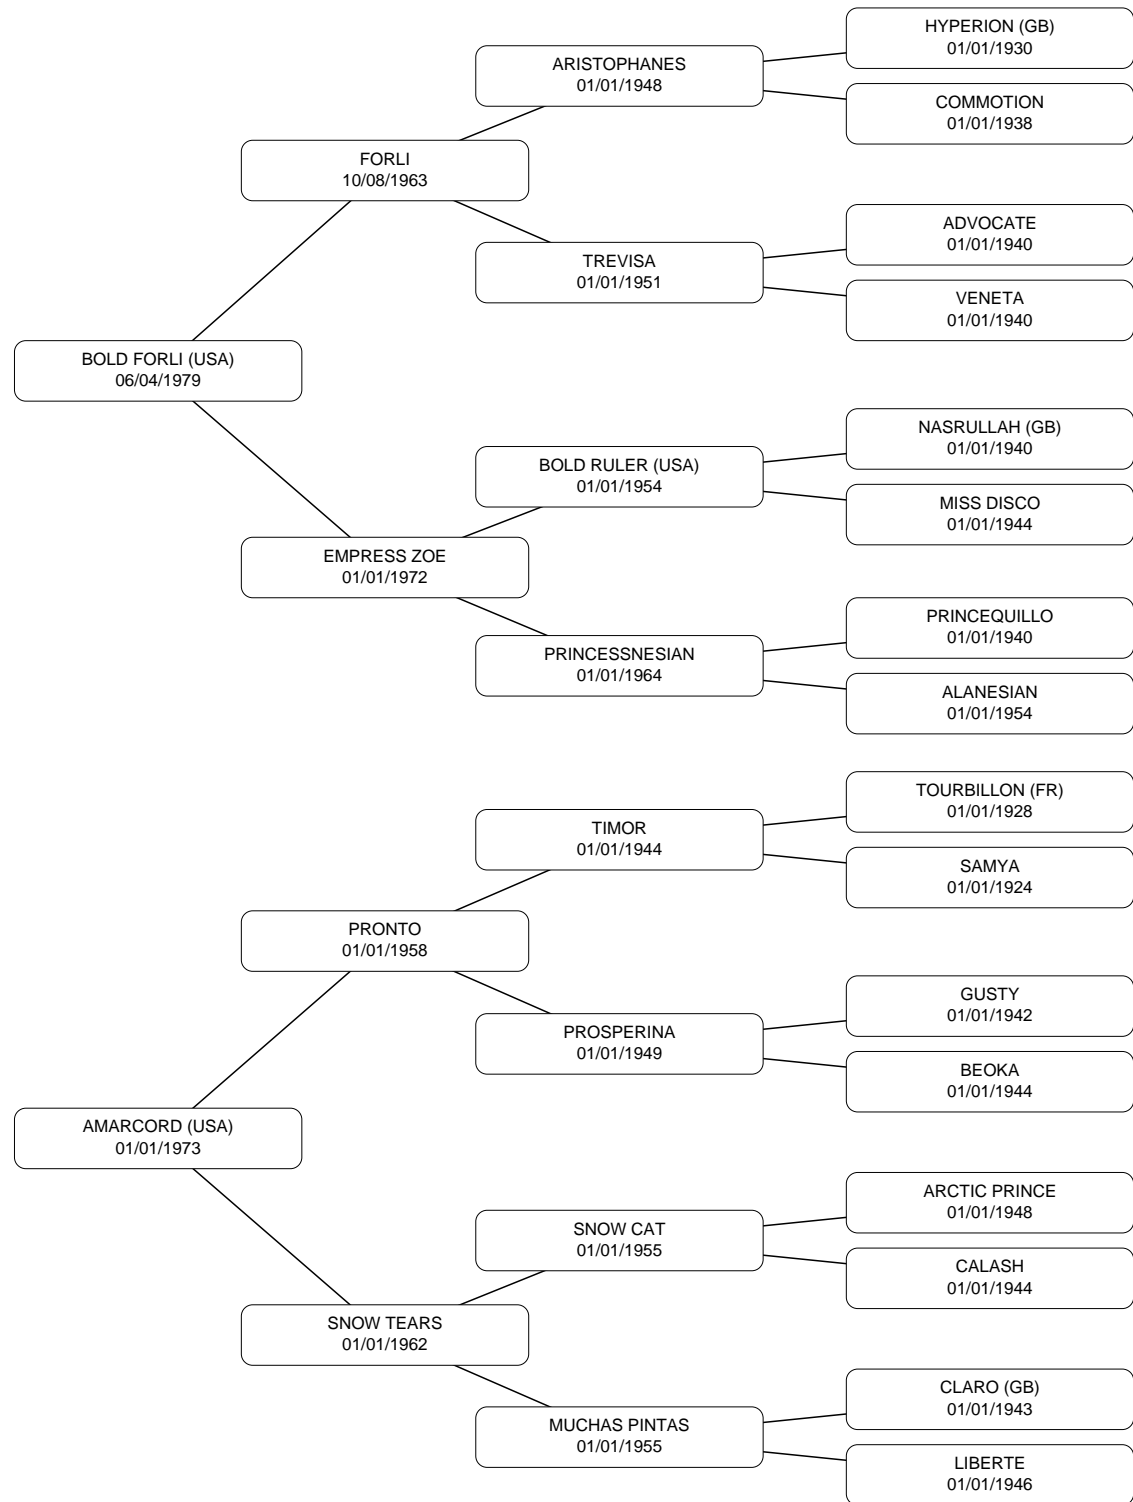 HYPERION (GB)
01/01/1930
ARISTOPHANES
01/01/1948
COMMOTION
01/01/1938
FORLI
10/08/1963
ADVOCATE
01/01/1940
TREVISA
01/01/1951
VENETA
01/01/1940
BOLD FORLI (USA)
06/04/1979
NASRULLAH (GB)
01/01/1940
BOLD RULER (USA)
01/01/1954
MISS DISCO
01/01/1944
EMPRESS ZOE
01/01/1972
PRINCEQUILLO
01/01/1940
PRINCESSNESIAN
01/01/1964
ALANESIAN
01/01/1954
TOURBILLON (FR)
01/01/1928
TIMOR
01/01/1944
SAMYA
01/01/1924
PRONTO
01/01/1958
GUSTY
01/01/1942
PROSPERINA
01/01/1949
BEOKA
01/01/1944
AMARCORD (USA)
01/01/1973
ARCTIC PRINCE
01/01/1948
SNOW CAT
01/01/1955
CALASH
01/01/1944
SNOW TEARS
01/01/1962
CLARO (GB)
01/01/1943
MUCHAS PINTAS
01/01/1955
LIBERTE
01/01/1946